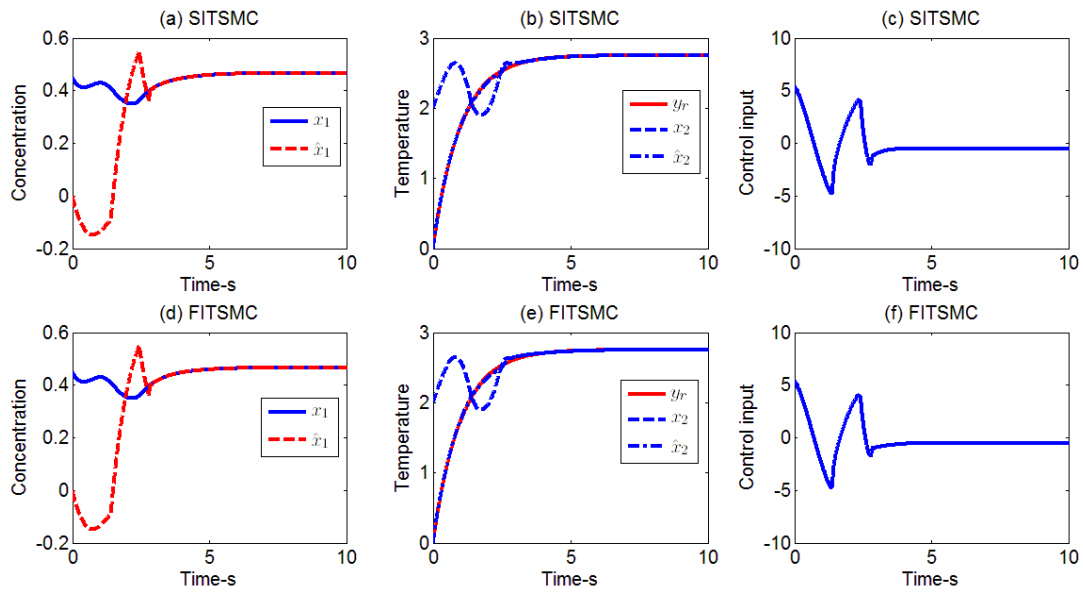 (a) SITSMC
0.6
0.4
0.2
0
-0.2
0
5
10
Concentration
Time-s
x₁
x̂₁
(b) SITSMC
3
2
1
0
0
5
10
Temperature
Time-s
yᵣ
x₂
x̂₂
(c) SITSMC
10
5
0
-5
-10
0
5
10
Control input
Time-s
(d) FITSMC
0.6
0.4
0.2
0
-0.2
0
5
10
Concentration
Time-s
x₁
x̂₁
(e) FITSMC
3
2
1
0
0
5
10
Temperature
Time-s
yᵣ
x₂
x̂₂
(f) FITSMC
10
5
0
-5
-10
0
5
10
Control input
Time-s